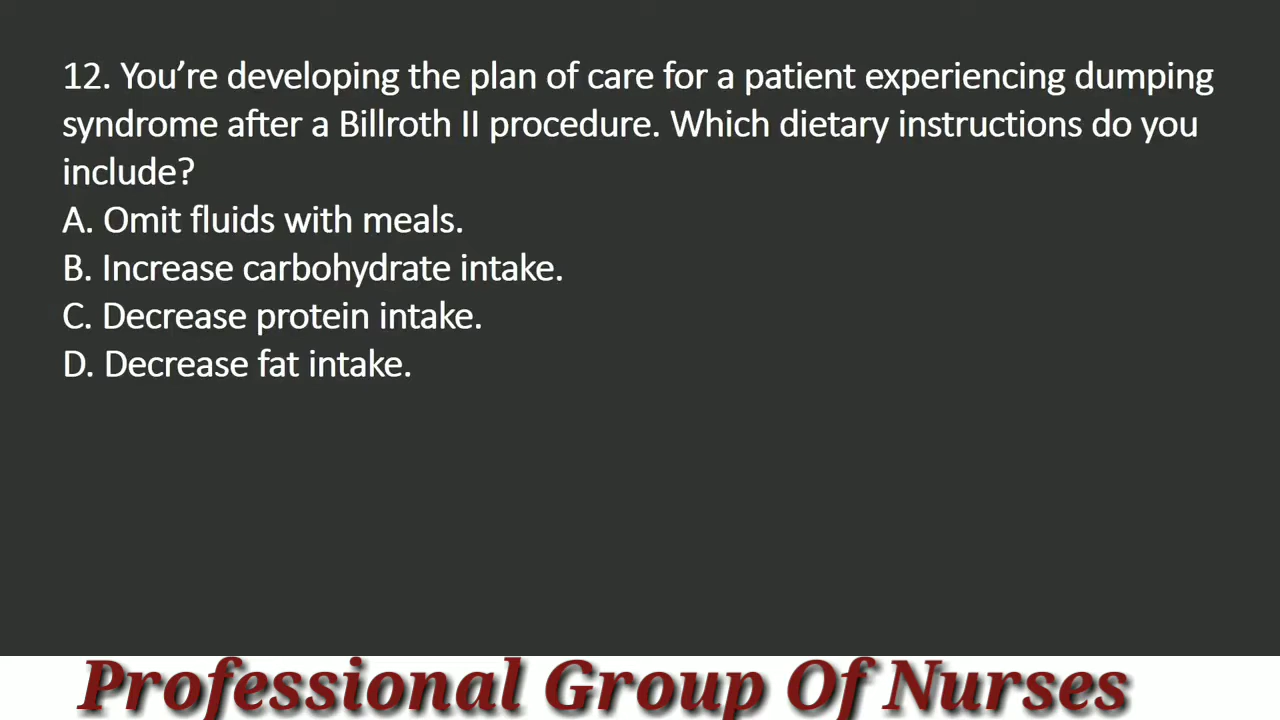 12. You’re developing the plan of care for a patient experiencing dumping
syndrome after a Billroth II procedure. Which dietary instructions do you
include?
A. Omit fluids with meals.
B. Increase carbohydrate intake.
C. Decrease protein intake.
D. Decrease fat intake.
Professional Group Of Nurses